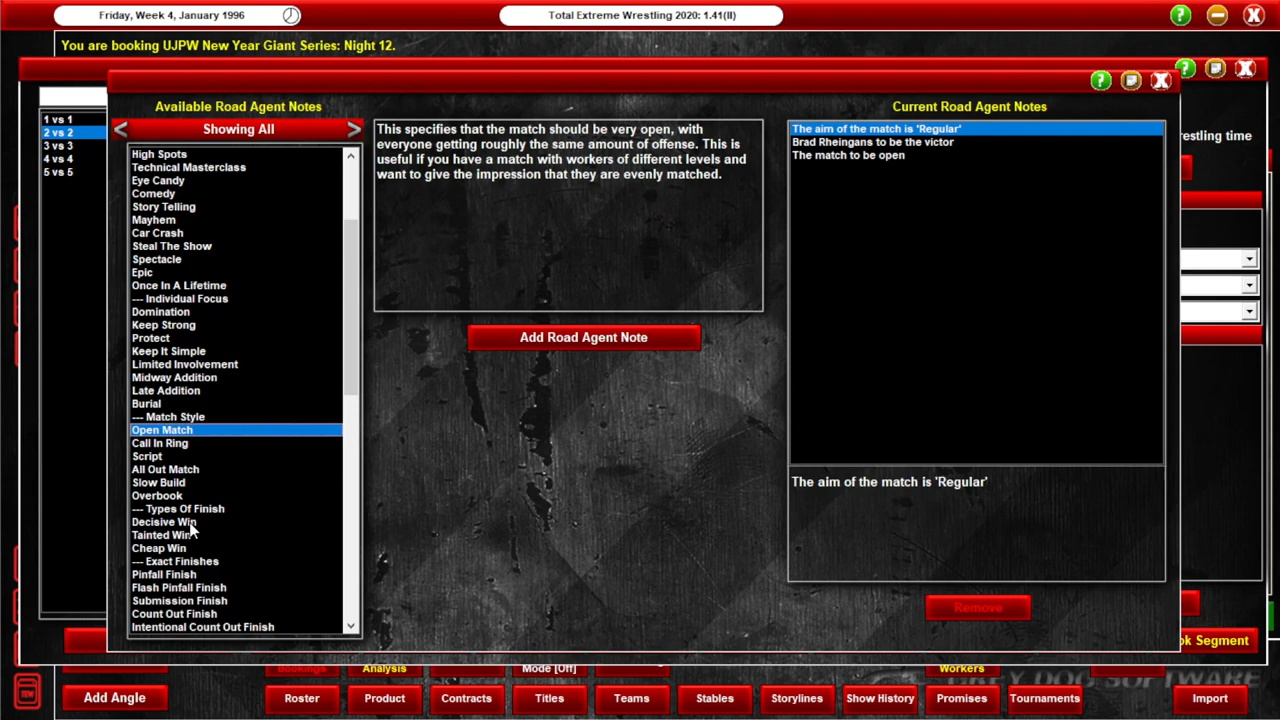 Friday, Week 4, January 1996
Total Extreme Wrestling 2020: 1.41(II)
You are booking UJPW New Year Giant Series: Night 12.
Available Road Agent Notes
Current Road Agent Notes
Showing All
1 vs 1
2 vs 2
3 vs 3
4 vs 4
5 vs 5
High Spots
Technical Masterclass
Eye Candy
Comedy
Story Telling
Mayhem
Car Crash
Steal The Show
Spectacle
Epic
Once In A Lifetime
--- Individual Focus
Domination
Keep Strong
Protect
Keep It Simple
Limited Involvement
Midway Addition
Late Addition
Burial
--- Match Style
Open Match
Call In Ring
Script
All Out Match
Slow Build
Overbook
--- Types Of Finish
Decisive Win
Tainted Win
Cheap Win
--- Exact Finishes
Pinfall Finish
Flash Pinfall Finish
Submission Finish
Count Out Finish
Intentional Count Out Finish
This specifies that the match should be very open, with
everyone getting roughly the same amount of offense. This is
useful if you have a match with workers of different levels and
want to give the impression that they are evenly matched.
Add Road Agent Note
The aim of the match is 'Regular'
Brad Rheingans to be the victor
The match to be open
The aim of the match is 'Regular'
Remove
restling time
ok Segment
Bookings
Analysis
Mode [Off]
Workers
GREY DOG SOFTWARE
Add Angle
Roster
Product
Contracts
Titles
Teams
Stables
Storylines
Show History
Promises
Tournaments
Import